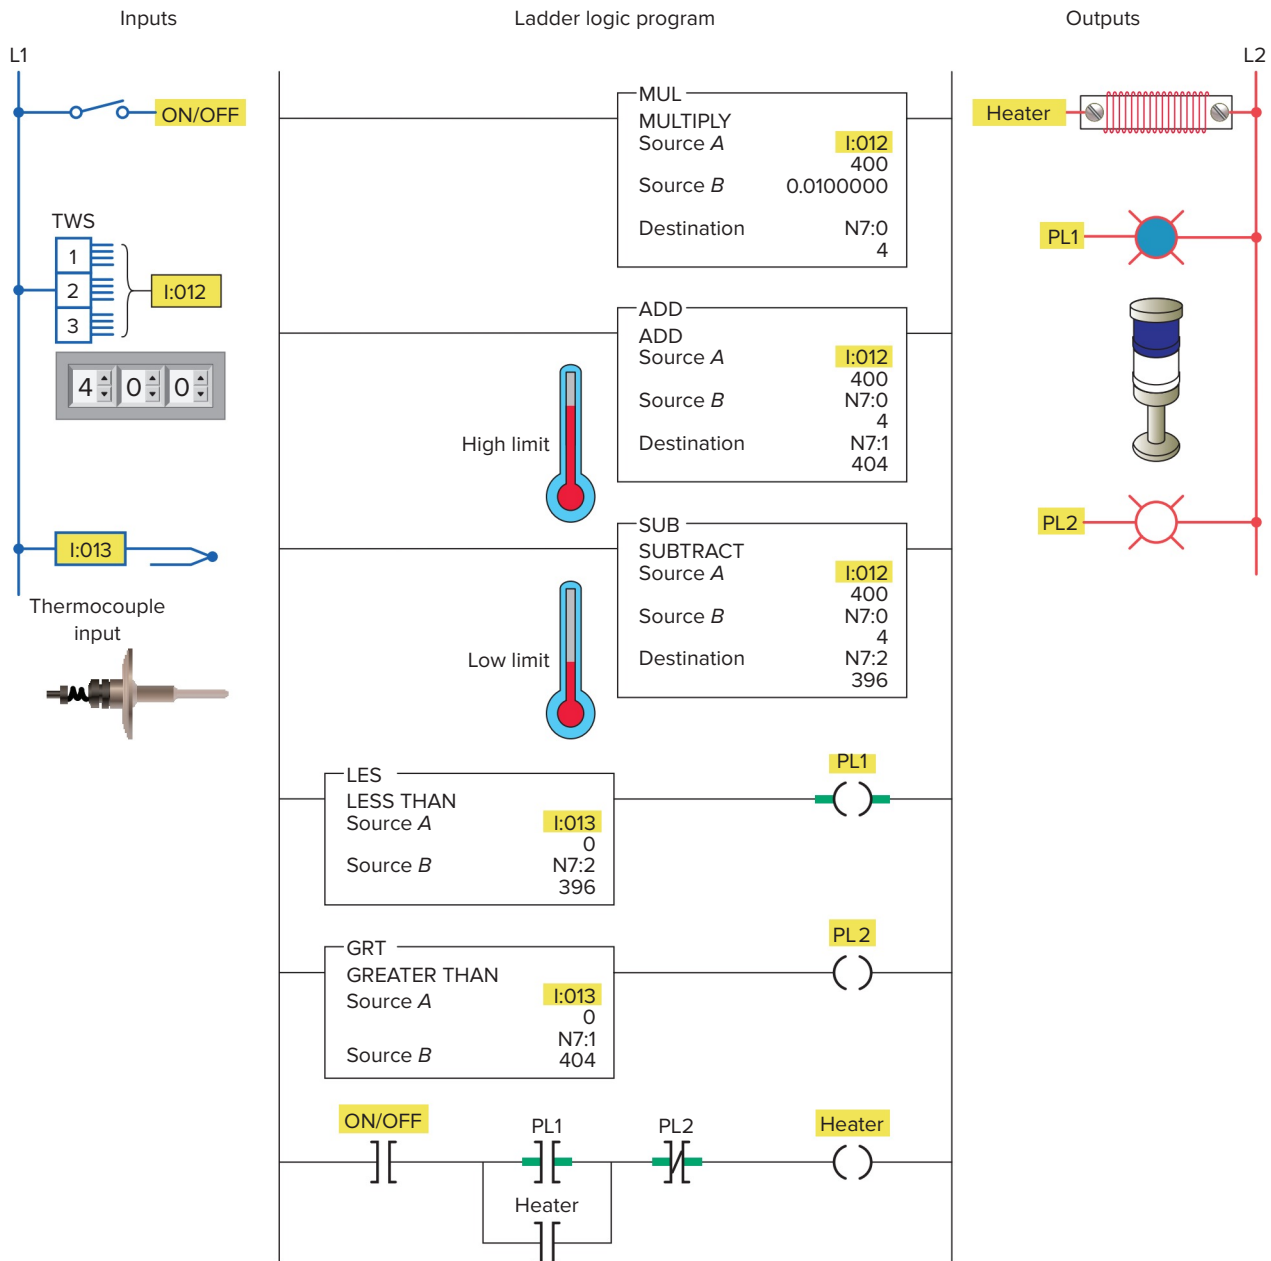 Inputs
Ladder logic program
Outputs
L1
L2
ON/OFF
TWS
1
2
3
I:012
4 0 0
I:013
Thermocouple
input
MUL
MULTIPLY
Source A I:012
400
Source B 0.0100000
Destination N7:0
4
ADD
ADD
Source A I:012
400
Source B N7:0
4
Destination N7:1
404
High limit
SUB
SUBTRACT
Source A I:012
400
Source B N7:0
4
Destination N7:2
396
Low limit
LES
LESS THAN
Source A I:013
0
Source B N7:2
396
PL1
GRT
GREATER THAN
Source A I:013
0
N7:1
Source B 404
PL2
ON/OFF
PL1
PL2
Heater
Heater
Heater
PL1
PL2